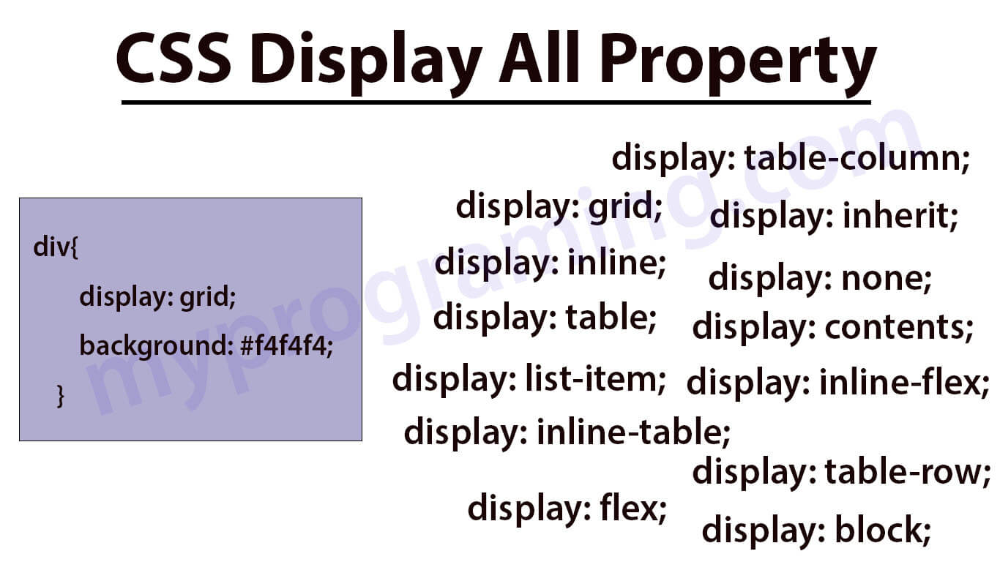 CSS Display All Property
div{
display: grid;
background: #f4f4f4;
}
display: table-column;
display: grid;
display: inherit;
display: inline;
display: none;
display: table;
display: contents;
display: list-item;
display: inline-flex;
display: inline-table;
display: table-row;
display: flex;
display: block;
myprograming.com